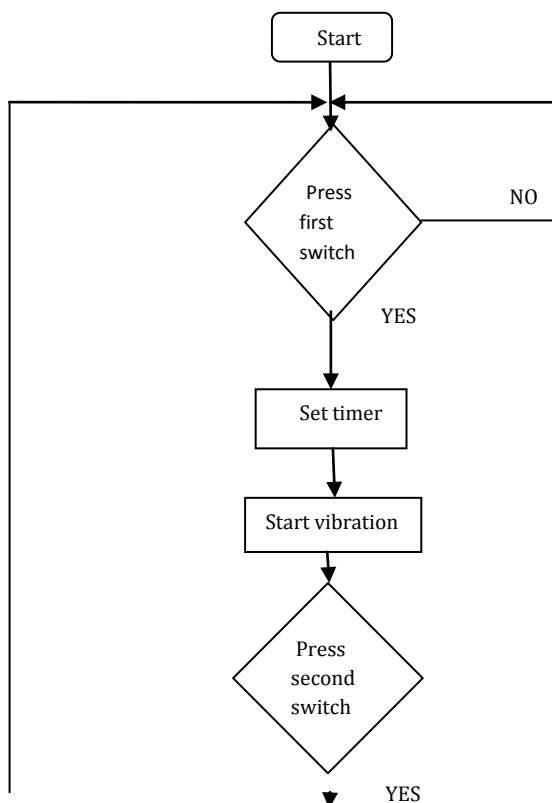 Start
Press
first
switch
NO
YES
Set timer
Start vibration
Press
second
switch
YES